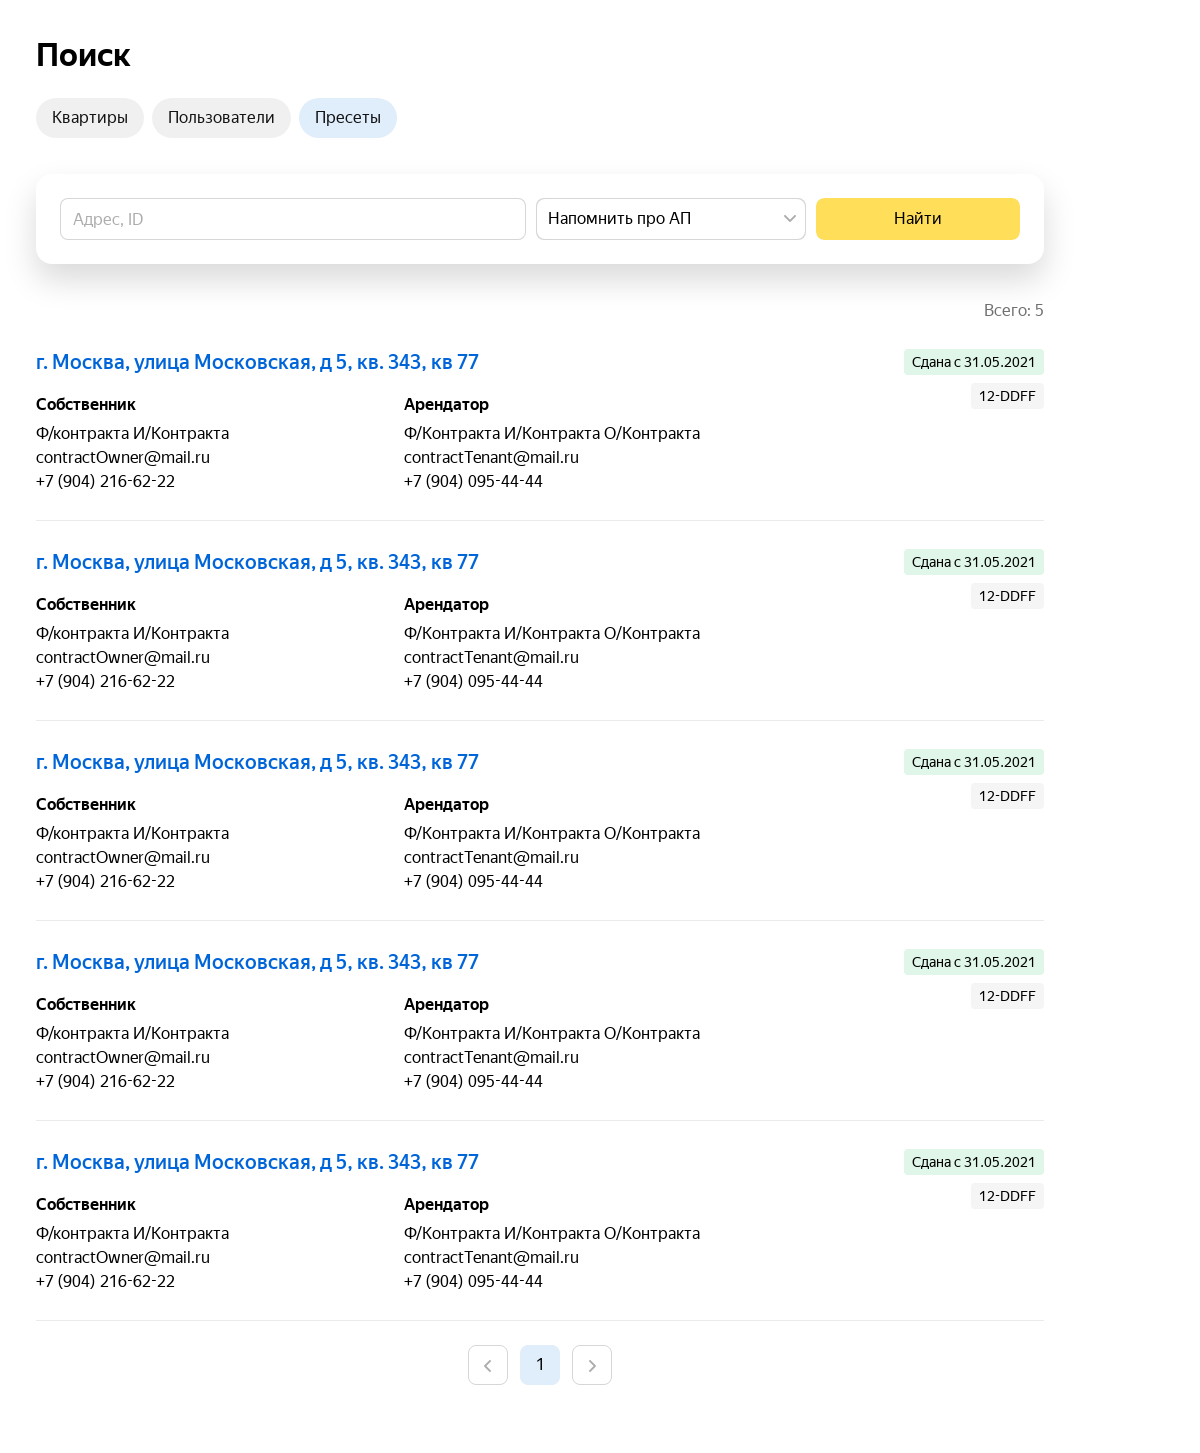 Поиск
Квартиры Пользователи Пресеты
Адрес, ID Напомнить про АП Найти
Всего: 5
г. Москва, улица Московская, д 5, кв. 343, кв 77 Сдана с 31.05.2021
12-DDFF
Собственник Арендатор
Ф/контракта И/Контракта Ф/Контракта И/Контракта О/Контракта
contractOwner@mail.ru contractTenant@mail.ru
+7 (904) 216-62-22 +7 (904) 095-44-44
г. Москва, улица Московская, д 5, кв. 343, кв 77 Сдана с 31.05.2021
12-DDFF
Собственник Арендатор
Ф/контракта И/Контракта Ф/Контракта И/Контракта О/Контракта
contractOwner@mail.ru contractTenant@mail.ru
+7 (904) 216-62-22 +7 (904) 095-44-44
г. Москва, улица Московская, д 5, кв. 343, кв 77 Сдана с 31.05.2021
12-DDFF
Собственник Арендатор
Ф/контракта И/Контракта Ф/Контракта И/Контракта О/Контракта
contractOwner@mail.ru contractTenant@mail.ru
+7 (904) 216-62-22 +7 (904) 095-44-44
г. Москва, улица Московская, д 5, кв. 343, кв 77 Сдана с 31.05.2021
12-DDFF
Собственник Арендатор
Ф/контракта И/Контракта Ф/Контракта И/Контракта О/Контракта
contractOwner@mail.ru contractTenant@mail.ru
+7 (904) 216-62-22 +7 (904) 095-44-44
г. Москва, улица Московская, д 5, кв. 343, кв 77 Сдана с 31.05.2021
12-DDFF
Собственник Арендатор
Ф/контракта И/Контракта Ф/Контракта И/Контракта О/Контракта
contractOwner@mail.ru contractTenant@mail.ru
+7 (904) 216-62-22 +7 (904) 095-44-44
1